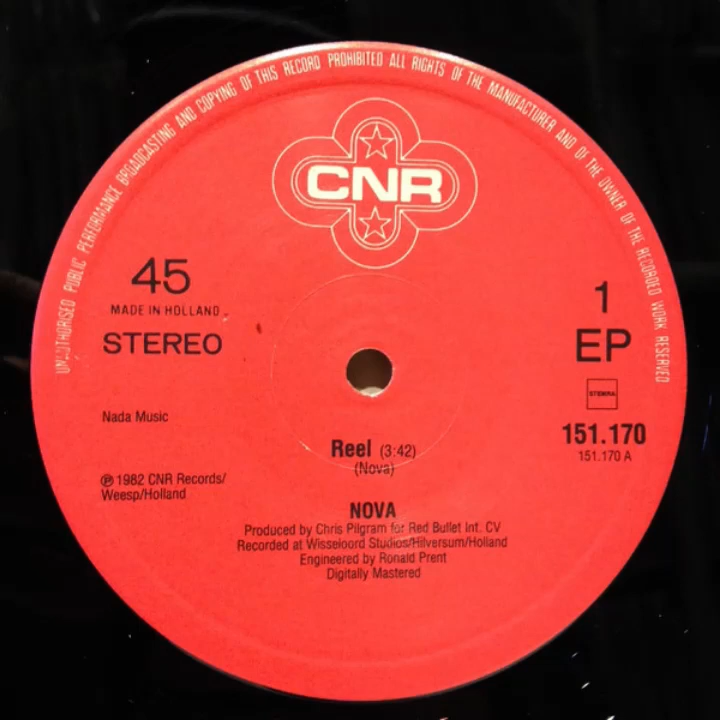 UNAUTHORISED PUBLIC PERFORMANCE BROADCASTING AND COPYING OF THIS RECORD PROHIBITED ALL RIGHTS OF THE MANUFACTURER AND OF THE OWNER OF THE RECORDED WORK RESERVED
CNR
45
MADE IN HOLLAND
STEREO
1
EP
STEMRA
151.170
151.170 A
Nada Music
℗ 1982 CNR Records/
Weesp/Holland
Reel (3:42)
(Nova)
NOVA
Produced by Chris Pilgram for Red Bullet Int. CV
Recorded at Wisseloord Studios/Hilversum/Holland
Engineered by Ronald Prent
Digitally Mastered